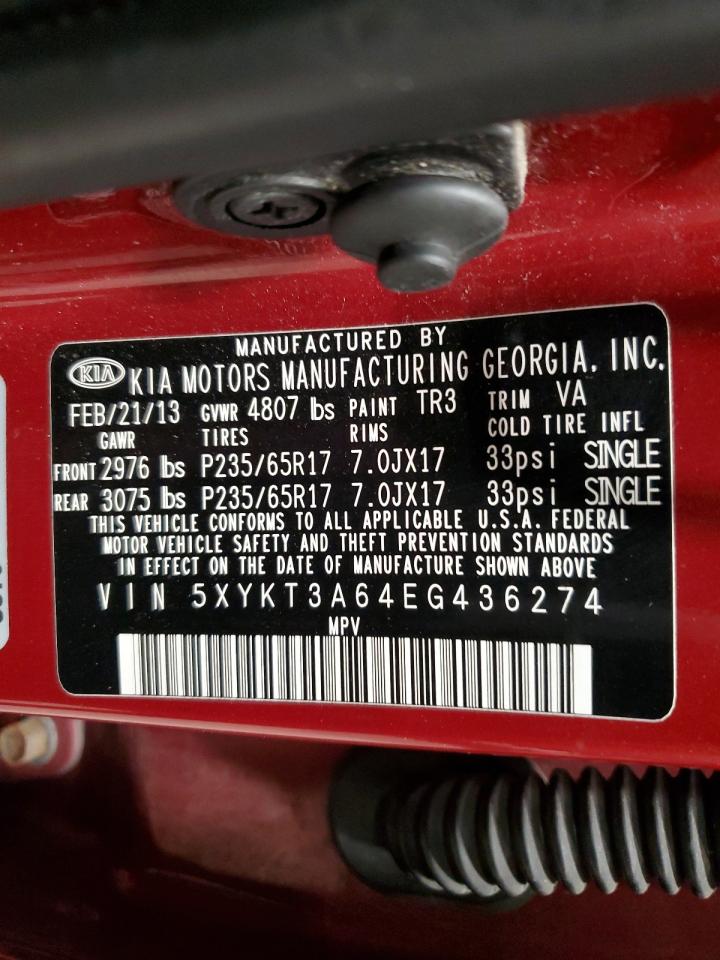 MANUFACTURED BY
KIA KIA MOTORS MANUFACTURING GEORGIA, INC.
FEB/21/13 GVWR 4807 lbs PAINT TR3 TRIM VA
GAWR TIRES RIMS COLD TIRE INFL
FRONT 2976 lbs P235/65R17 7.0JX17 33psi SINGLE
REAR 3075 lbs P235/65R17 7.0JX17 33psi SINGLE
THIS VEHICLE CONFORMS TO ALL APPLICABLE U.S.A. FEDERAL
MOTOR VEHICLE SAFETY AND THEFT PREVENTION STANDARDS
IN EFFECT ON THE DATE OF MANUFACTURE SHOWN ABOVE
VIN 5XYKT3A64EG436274
MPV